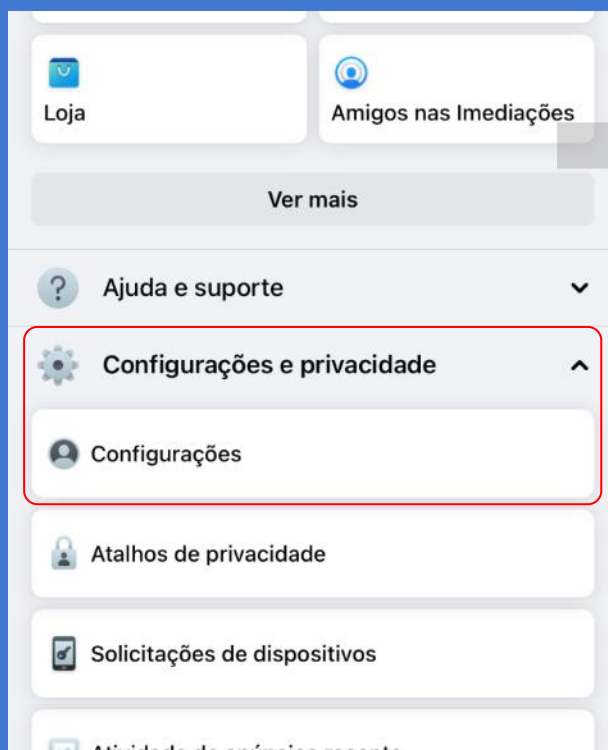 Loja
Amigos nas Imediações
Ver mais
Ajuda e suporte
Configurações e privacidade
Configurações
Atalhos de privacidade
Solicitações de dispositivos